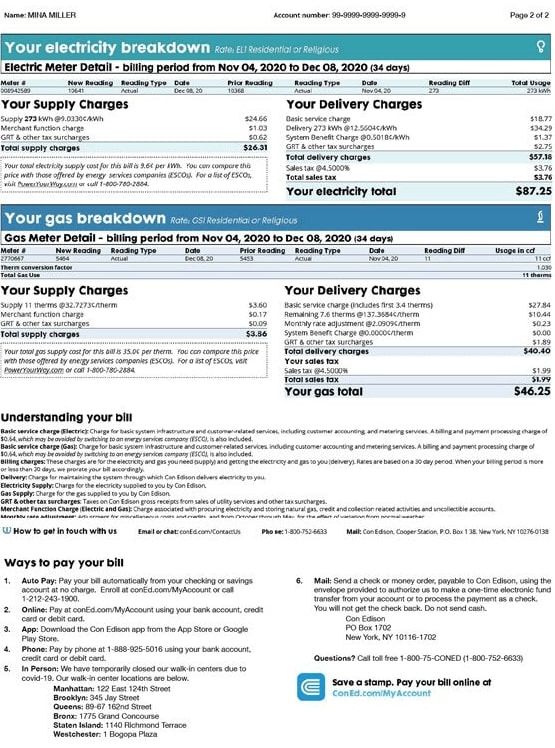 Name: MINA MILLER Account number: 99-9999-9999-9999-9 Page 2 of 2
Your electricity breakdown Rate: EL1 Residential or Religious
Electric Meter Detail - billing period from Nov 04, 2020 to Dec 08, 2020 (34 days)
Meter # New Reading Reading Type Date Prior Reading Reading Type Date Reading Diff Total Usage
008942589 10641 Actual Dec 08, 20 10368 Actual Nov 04, 20 273 273 kWh
Your Supply Charges
Supply 273 kWh @9.0330¢/kWh $24.66
Merchant function charge $1.03
GRT & other tax surcharges $0.62
Total supply charges $26.31
Your total electricity supply cost for this bill is 9.6¢ per kWh. You can compare this
price with those offered by energy services companies (ESCOs). For a list of ESCOs,
visit PowerYourWay.com or call 1-800-780-2884.
Your Delivery Charges
Basic service charge $18.77
Delivery 273 kWh @12.5604¢/kWh $34.29
System Benefit Charge @0.5018¢/kWh $1.37
GRT & other tax surcharges $2.75
Total delivery charges $57.18
Sales tax @4.5000% $3.76
Total sales tax $3.76
Your electricity total $87.25
Your gas breakdown Rate: GS1 Residential or Religious
Gas Meter Detail - billing period from Nov 04, 2020 to Dec 08, 2020 (34 days)
Meter # New Reading Reading Type Date Prior Reading Reading Type Date Reading Diff Usage in ccf
2770667 5464 Actual Dec 08, 20 5453 Actual Nov 04, 20 11 11 ccf
Therm conversion factor 1.030
Total Gas Use 11 therms
Your Supply Charges
Supply 11 therms @32.7273¢/therm $3.60
Merchant function charge $0.17
GRT & other tax surcharges $0.09
Total supply charges $3.86
Your total gas supply cost for this bill is 35.0¢ per therm. You can compare this price
with those offered by energy services companies (ESCOs). For a list of ESCOs, visit
PowerYourWay.com or call 1-800-780-2884.
Your Delivery Charges
Basic service charge (includes first 3.4 therms) $27.84
Remaining 7.6 therms @137.3684¢/therm $10.44
Monthly rate adjustment @2.0909¢/therm $0.23
System Benefit Charge @0.0000¢/therm $0.00
GRT & other tax surcharges $1.89
Total delivery charges $40.40
Your sales tax
Sales tax @4.5000% $1.99
Total sales tax $1.99
Your gas total $46.25
Understanding your bill
Basic service charge (Electric): Charge for basic system infrastructure and customer-related services, including customer accounting, and metering services. A billing and payment processing charge of
$0.64, which may be avoided by switching to an energy services company (ESCO), is also included.
Basic service charge (Gas): Charge for basic system infrastructure and customer-related services, including customer accounting and metering services. A billing and payment processing charge of
$0.64, which may be avoided by switching to an energy services company (ESCO), is also included.
Billing charges: These charges are for the electricity and gas you need (supply) and getting the electricity and gas to you (delivery). Rates are based on a 30 day period. When your billing period is more
or less than 30 days, we prorate your bill accordingly.
Delivery: Charge for maintaining the system through which Con Edison delivers electricity to you.
Electricity Supply: Charge for the electricity supplied to you by Con Edison.
Gas Supply: Charge for the gas supplied to you by Con Edison.
GRT & other tax surcharges: Taxes on Con Edison gross receipts from sales of utility services and other tax surcharges.
Merchant Function Charge (Electric and Gas): Charge associated with procuring electricity and storing natural gas, credit and collection related activities and uncollectible accounts.
Monthly rate adjustment: Adjustment for miscellaneous costs and credits, and from October through May, for the effect of variation from normal weather.
How to get in touch with us Email or chat: conEd.com/ContactUs Phone: 1-800-752-6633 Mail: Con Edison, Cooper Station, P.O. Box 138, New York, NY 10276-0138
Ways to pay your bill
1. Auto Pay: Pay your bill automatically from your checking or savings
account at no charge. Enroll at conEd.com/MyAccount or call
1-212-243-1900.
2. Online: Pay at conEd.com/MyAccount using your bank account, credit
card or debit card.
3. App: Download the Con Edison app from the App Store or Google
Play Store.
4. Phone: Pay by phone at 1-888-925-5016 using your bank account,
credit card or debit card.
5. In Person: We have temporarily closed our walk-in centers due to
covid-19. Our walk-in center locations are below.
Manhattan: 122 East 124th Street
Brooklyn: 345 Jay Street
Queens: 89-67 162nd Street
Bronx: 1775 Grand Concourse
Staten Island: 1140 Richmond Terrace
Westchester: 1 Bogopa Plaza
6. Mail: Send a check or money order, payable to Con Edison, using the
envelope provided to authorize us to make a one-time electronic fund
transfer from your account or to process the payment as a check.
You will not get the check back. Do not send cash.
Con Edison
PO Box 1702
New York, NY 10116-1702
Questions? Call toll free 1-800-75-CONED (1-800-752-6633)
Save a stamp. Pay your bill online at
ConEd.com/MyAccount